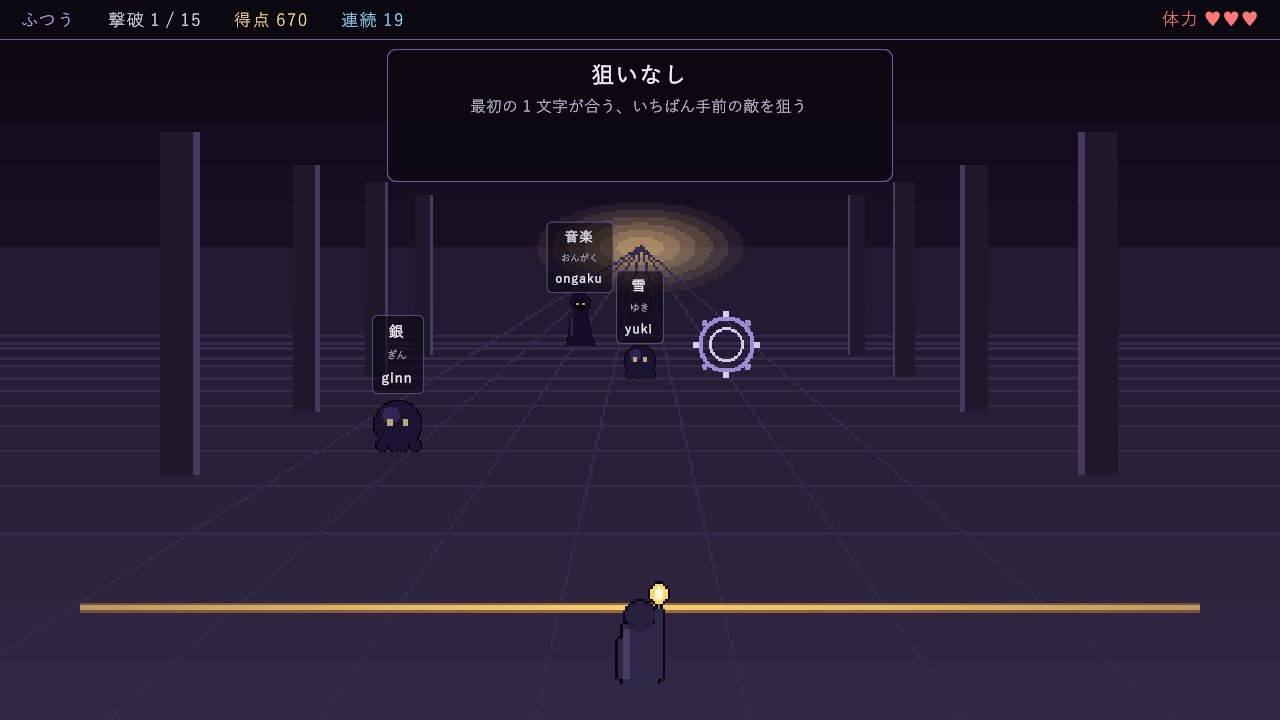 ふつう
撃破 1 / 15
得点 670
連続 19
体力 ♥♥♥
狙いなし
最初の 1 文字が合う、いちばん手前の敵を狙う
音楽
おんがく
ongaku
雪
ゆき
yuki
銀
ぎん
ginn